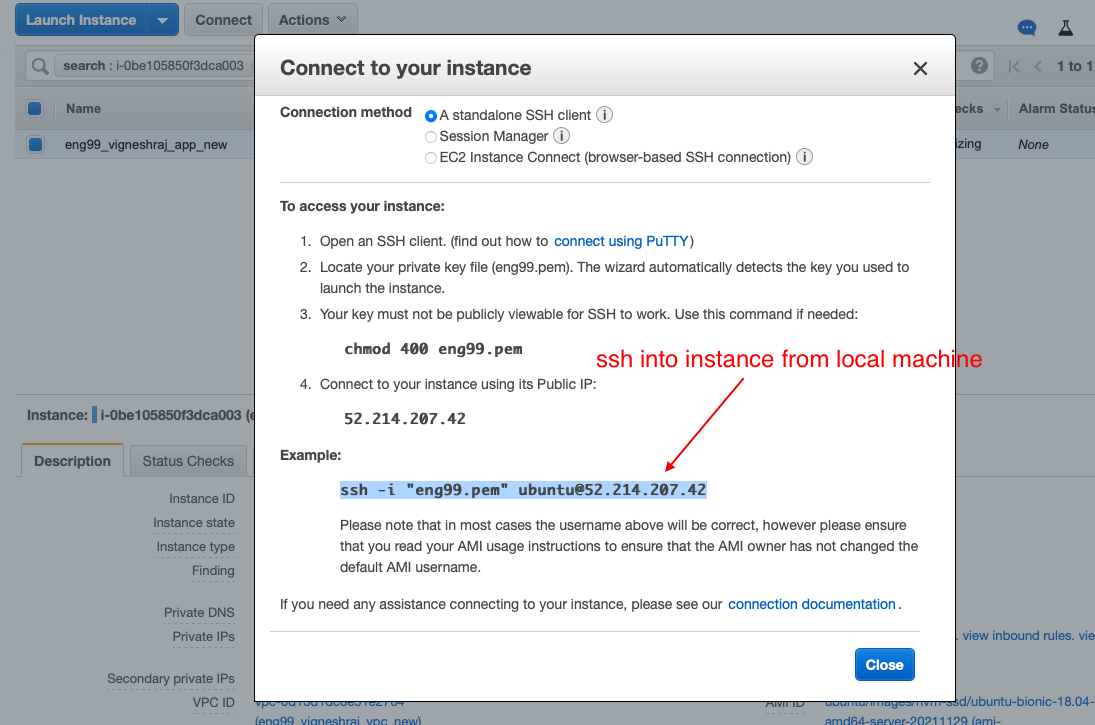 Launch Instance
Connect
Actions
search : i-0be105850f3dca003
1 to 1
Name
ecks
Alarm Status
eng99_vigneshraj_app_new
izing
None
Connect to your instance
Connection method
A standalone SSH client
Session Manager
EC2 Instance Connect (browser-based SSH connection)
To access your instance:
1. Open an SSH client. (find out how to connect using PuTTY)
2. Locate your private key file (eng99.pem). The wizard automatically detects the key you used to
launch the instance.
3. Your key must not be publicly viewable for SSH to work. Use this command if needed:
chmod 400 eng99.pem
ssh into instance from local machine
4. Connect to your instance using its Public IP:
52.214.207.42
Example:
ssh -i "eng99.pem" ubuntu@52.214.207.42
Please note that in most cases the username above will be correct, however please ensure
that you read your AMI usage instructions to ensure that the AMI owner has not changed the
default AMI username.
If you need any assistance connecting to your instance, please see our connection documentation.
Close
Instance: i-0be105850f3dca003 (e
Description
Status Checks
Instance ID
Instance state
Instance type
Finding
Private DNS
Private IPs
. view inbound rules. vie
Secondary private IPs
VPC ID
AMI ID
(eng99_vigneshraj_vpc_new)
amd64-server-20211129 (ami-